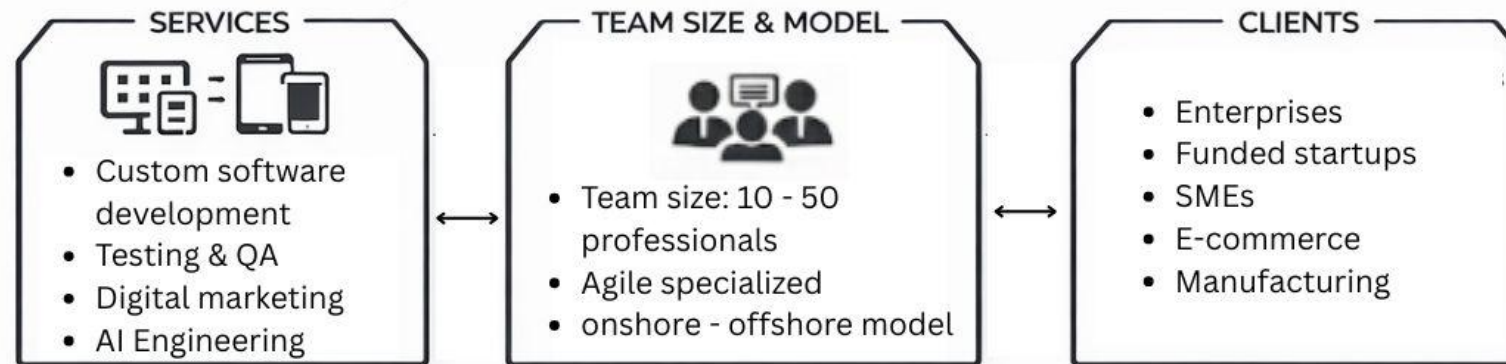 SERVICES
• Custom software
development
• Testing & QA
• Digital marketing
• AI Engineering
TEAM SIZE & MODEL
• Team size: 10 - 50
professionals
• Agile specialized
• onshore - offshore model
CLIENTS
• Enterprises
• Funded startups
• SMEs
• E-commerce
• Manufacturing